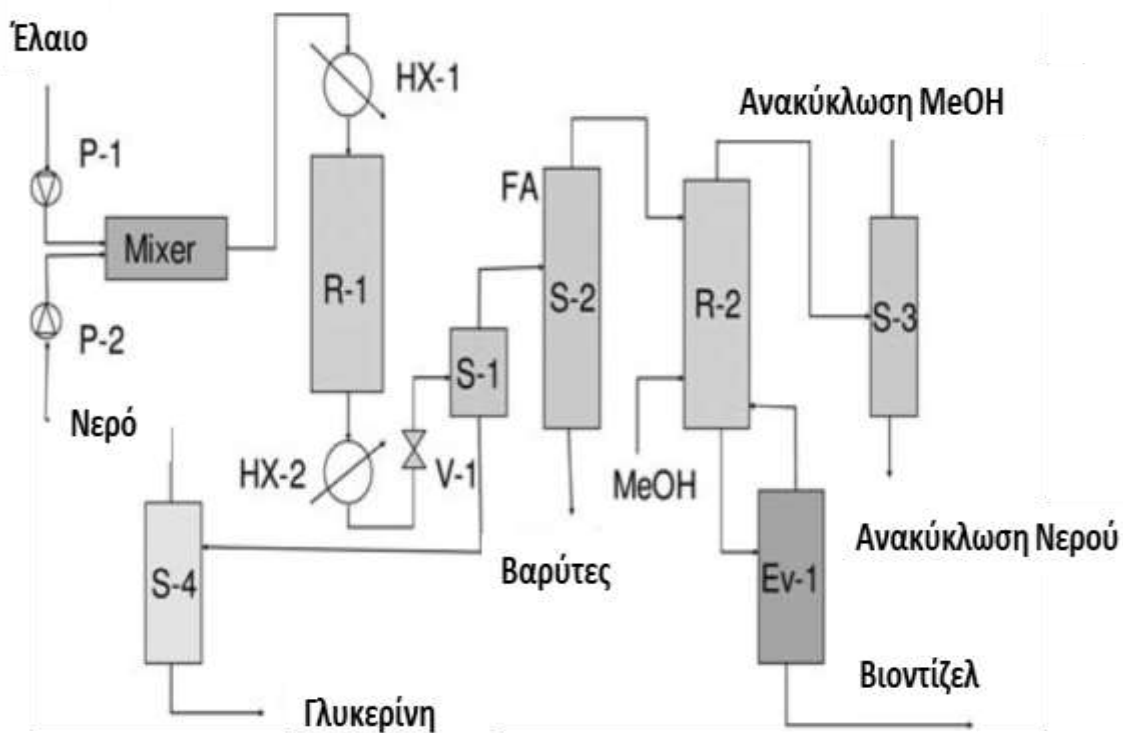 Έλαιο
HX-1
Ανακύκλωση MeOH
P-1
FA
Mixer
R-1
S-2
R-2
S-3
P-2
S-1
Νερό
HX-2
V-1
MeOH
Ανακύκλωση Νερού
S-4
Βαρύτες
Ev-1
Βιοντίζελ
Γλυκερίνη